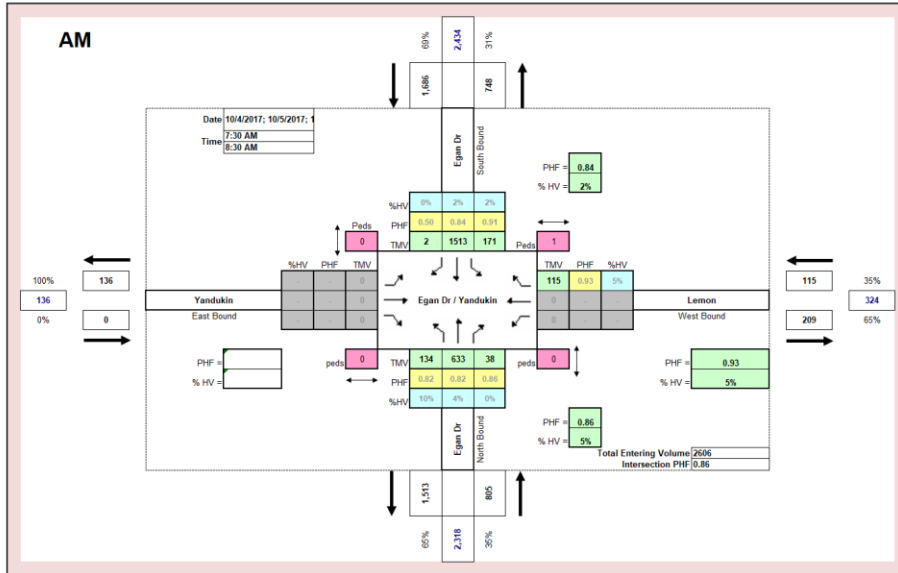 AM
69% 2,434 31%
1,686 748
Date 10/4/2017; 10/5/2017; 1
Time 7:30 AM
8:30 AM
Egan Dr
South Bound
PHF = 0.84
% HV = 2%
%HV 0% 2% 2%
PHF 0.50 0.84 0.91
TMV 2 1513 171
Peds
0
Peds 1
%HV PHF TMV
- - 0
- - 0
- - 0
TMV PHF %HV
115 0.93 5%
0 - -
0 - -
Egan Dr / Yandukin
100% 136
136
0% 0
Yandukin
East Bound
Lemon
West Bound
115 35%
324
209 65%
PHF =
% HV =
peds 0
peds 0
TMV 134 633 38
PHF 0.82 0.82 0.86
%HV 10% 4% 0%
PHF = 0.93
% HV = 5%
Egan Dr
North Bound
PHF = 0.86
% HV = 5%
Total Entering Volume 2606
Intersection PHF 0.86
1,513 805
65% 2,318 35%